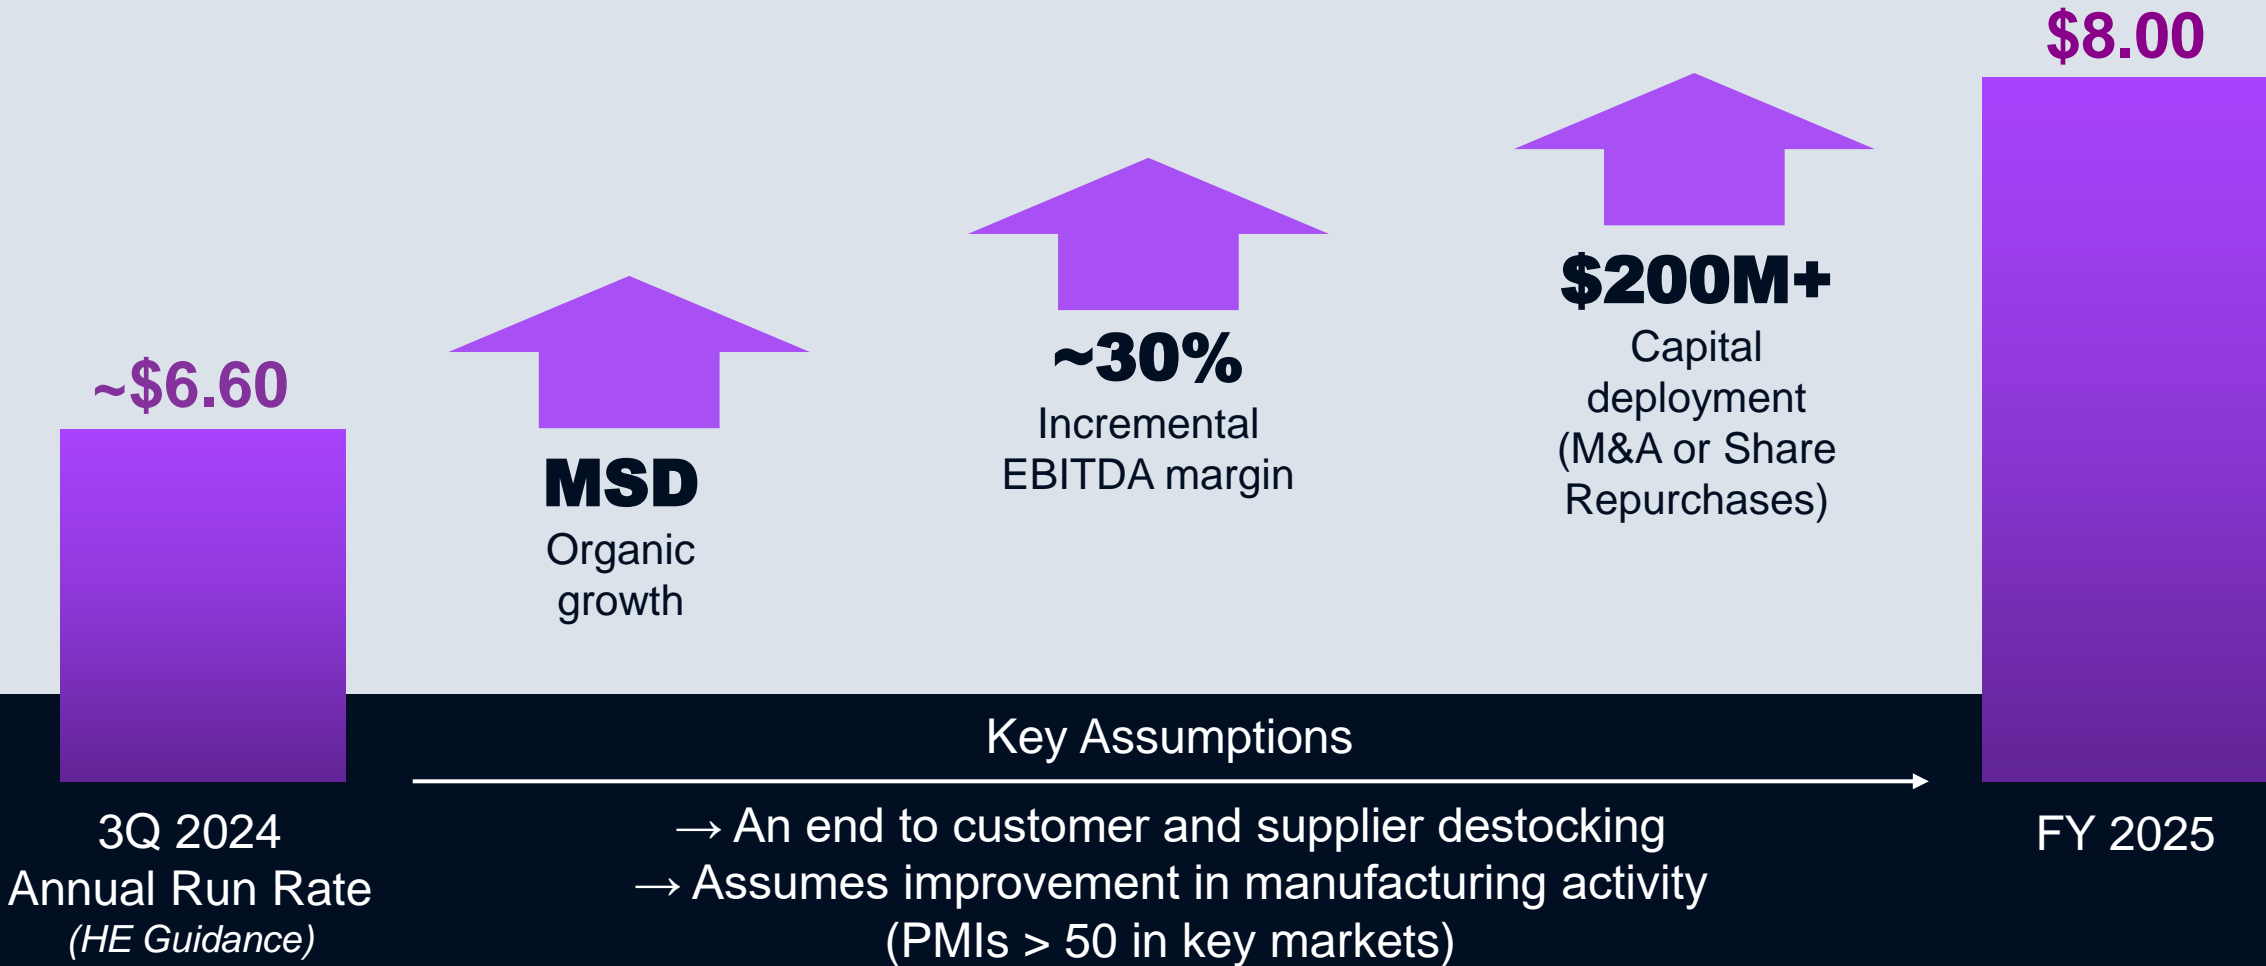 $8.00
~$6.60
MSD
Organic
growth
~30%
Incremental
EBITDA margin
$200M+
Capital
deployment
(M&A or Share
Repurchases)
Key Assumptions
3Q 2024
Annual Run Rate
(HE Guidance)
→ An end to customer and supplier destocking
→ Assumes improvement in manufacturing activity
(PMIs > 50 in key markets)
FY 2025